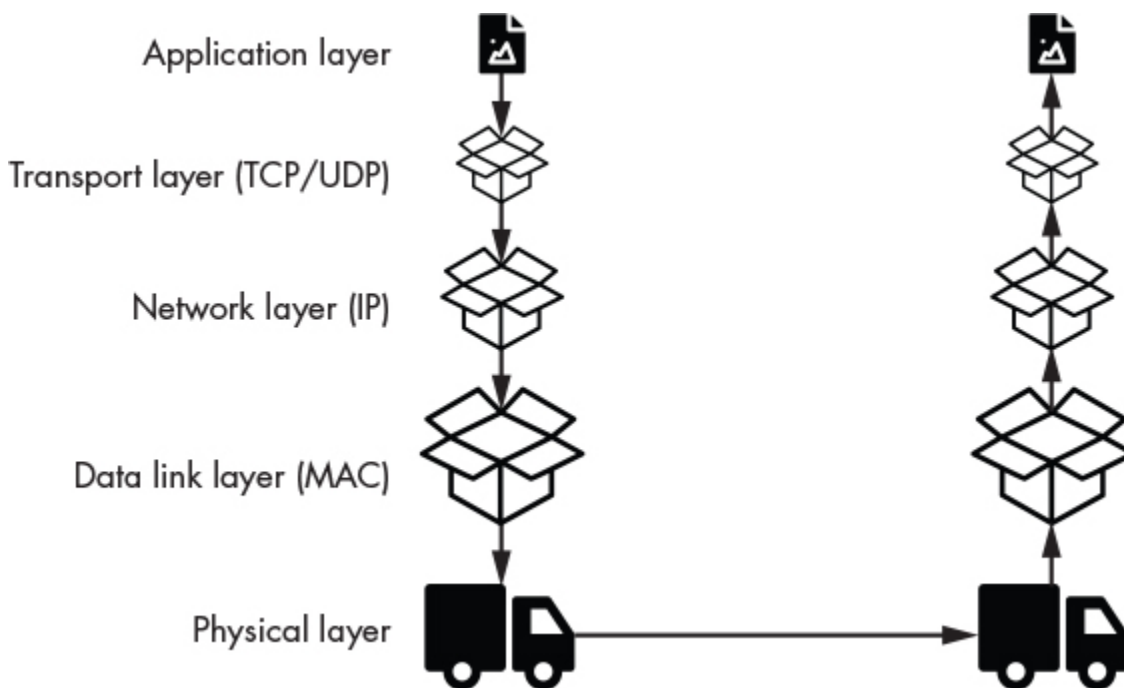 Application layer
Transport layer (TCP/UDP)
Network layer (IP)
Data link layer (MAC)
Physical layer